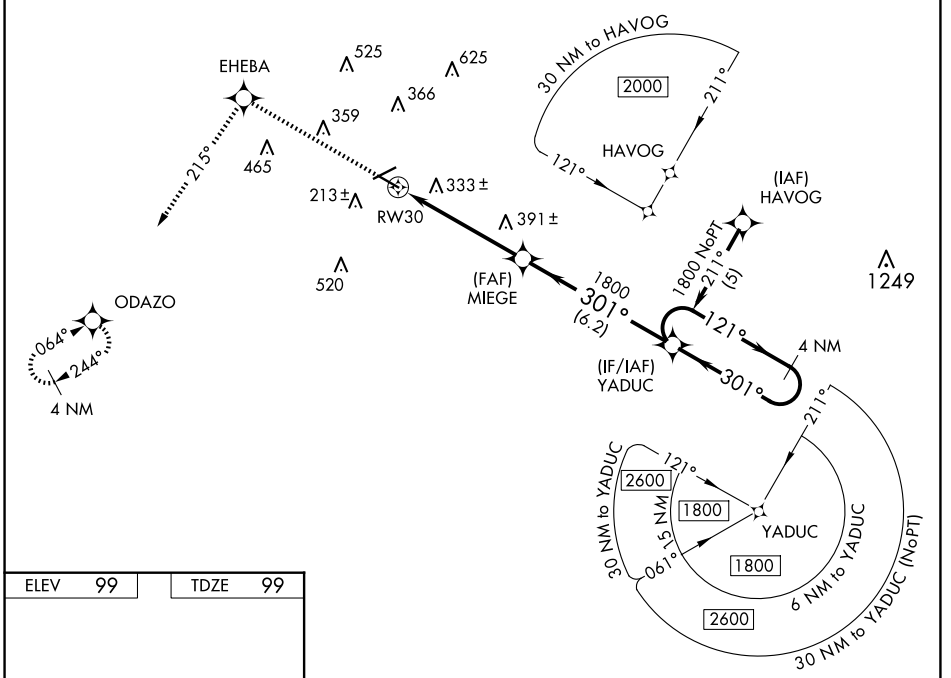 EHEBA
525
625
366
359
465
215°
213±
333±
RW30
391±
520
(FAF)
MIEGE
ODAZO
064°
244°
4 NM
30 NM to HAVOG
2000
211°
HAVOG
121°
(IAF)
HAVOG
1800 NoPT
211°
(5)
1249
1800
301°
(6.2)
121°
4 NM
(IF/IAF)
YADUC
301°
211°
30 NM to YADUC
121°
2600
15 NM
1800
YADUC
061°
1800
6 NM to YADUC
2600
30 NM to YADUC (NoPT)
ELEV 99
TDZE 99